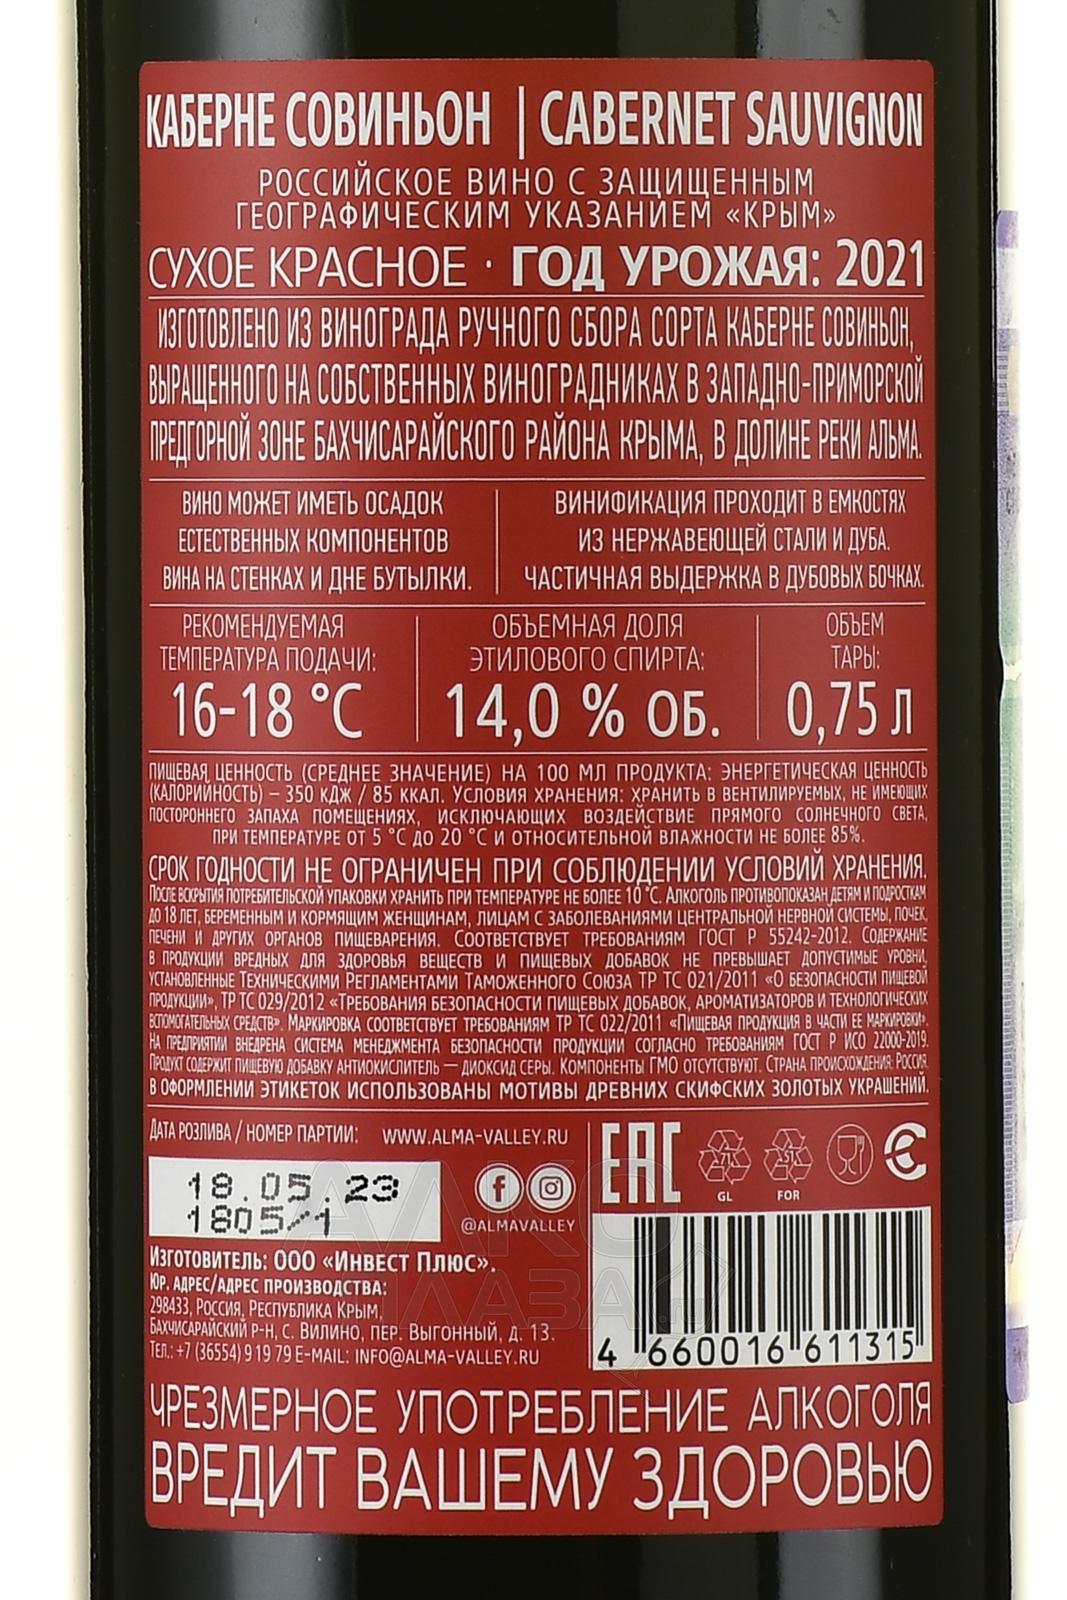 КАБЕРНЕ СОВИНЬОН | CABERNET SAUVIGNON
РОССИЙСКОЕ ВИНО С ЗАЩИЩЕННЫМ
ГЕОГРАФИЧЕСКИМ УКАЗАНИЕМ «КРЫМ»
СУХОЕ КРАСНОЕ · ГОД УРОЖАЯ: 2021
ИЗГОТОВЛЕНО ИЗ ВИНОГРАДА РУЧНОГО СБОРА СОРТА КАБЕРНЕ СОВИНЬОН,
ВЫРАЩЕННОГО НА СОБСТВЕННЫХ ВИНОГРАДНИКАХ В ЗАПАДНО-ПРИМОРСКОЙ
ПРЕДГОРНОЙ ЗОНЕ БАХЧИСАРАЙСКОГО РАЙОНА КРЫМА, В ДОЛИНЕ РЕКИ АЛЬМА.
ВИНО МОЖЕТ ИМЕТЬ ОСАДОК
ЕСТЕСТВЕННЫХ КОМПОНЕНТОВ
ВИНА НА СТЕНКАХ И ДНЕ БУТЫЛКИ.
ВИНИФИКАЦИЯ ПРОХОДИТ В ЕМКОСТЯХ
ИЗ НЕРЖАВЕЮЩЕЙ СТАЛИ И ДУБА.
ЧАСТИЧНАЯ ВЫДЕРЖКА В ДУБОВЫХ БОЧКАХ.
РЕКОМЕНДУЕМАЯ
ТЕМПЕРАТУРА ПОДАЧИ:
16-18 °C
ОБЪЕМНАЯ ДОЛЯ
ЭТИЛОВОГО СПИРТА:
14,0 % ОБ.
ОБЪЕМ
ТАРЫ:
0,75 Л
ПИЩЕВАЯ ЦЕННОСТЬ (СРЕДНЕЕ ЗНАЧЕНИЕ) НА 100 МЛ ПРОДУКТА: ЭНЕРГЕТИЧЕСКАЯ ЦЕННОСТЬ
(КАЛОРИЙНОСТЬ) – 350 КДЖ / 85 ККАЛ. УСЛОВИЯ ХРАНЕНИЯ: ХРАНИТЬ В ВЕНТИЛИРУЕМЫХ, НЕ ИМЕЮЩИХ
ПОСТОРОННЕГО ЗАПАХА ПОМЕЩЕНИЯХ, ИСКЛЮЧАЮЩИХ ВОЗДЕЙСТВИЕ ПРЯМОГО СОЛНЕЧНОГО СВЕТА,
ПРИ ТЕМПЕРАТУРЕ ОТ 5 °C ДО 20 °C И ОТНОСИТЕЛЬНОЙ ВЛАЖНОСТИ НЕ БОЛЕЕ 85%.
СРОК ГОДНОСТИ НЕ ОГРАНИЧЕН ПРИ СОБЛЮДЕНИИ УСЛОВИЙ ХРАНЕНИЯ.
ПОСЛЕ ВСКРЫТИЯ ПОТРЕБИТЕЛЬСКОЙ УПАКОВКИ ХРАНИТЬ ПРИ ТЕМПЕРАТУРЕ НЕ БОЛЕЕ 10 °C. АЛКОГОЛЬ ПРОТИВОПОКАЗАН ДЕТЯМ И ПОДРОСТКАМ
ДО 18 ЛЕТ, БЕРЕМЕННЫМ И КОРМЯЩИМ ЖЕНЩИНАМ, ЛИЦАМ С ЗАБОЛЕВАНИЯМИ ЦЕНТРАЛЬНОЙ НЕРВНОЙ СИСТЕМЫ, ПОЧЕК,
ПЕЧЕНИ И ДРУГИХ ОРГАНОВ ПИЩЕВАРЕНИЯ. СООТВЕТСТВУЕТ ТРЕБОВАНИЯМ ГОСТ Р 55242-2012. СОДЕРЖАНИЕ
В ПРОДУКЦИИ ВРЕДНЫХ ДЛЯ ЗДОРОВЬЯ ВЕЩЕСТВ И ПИЩЕВЫХ ДОБАВОК НЕ ПРЕВЫШАЕТ ДОПУСТИМЫЕ УРОВНИ,
УСТАНОВЛЕННЫЕ ТЕХНИЧЕСКИМИ РЕГЛАМЕНТАМИ ТАМОЖЕННОГО СОЮЗА ТР ТС 021/2011 «О БЕЗОПАСНОСТИ ПИЩЕВОЙ
ПРОДУКЦИИ», ТР ТС 029/2012 «ТРЕБОВАНИЯ БЕЗОПАСНОСТИ ПИЩЕВЫХ ДОБАВОК, АРОМАТИЗАТОРОВ И ТЕХНОЛОГИЧЕСКИХ
ВСПОМОГАТЕЛЬНЫХ СРЕДСТВ». МАРКИРОВКА СООТВЕТСТВУЕТ ТРЕБОВАНИЯМ ТР ТС 022/2011 «ПИЩЕВАЯ ПРОДУКЦИЯ В ЧАСТИ ЕЕ МАРКИРОВКИ».
НА ПРЕДПРИЯТИИ ВНЕДРЕНА СИСТЕМА МЕНЕДЖМЕНТА БЕЗОПАСНОСТИ ПРОДУКЦИИ СОГЛАСНО ТРЕБОВАНИЯМ ГОСТ Р ИСО 22000-2019.
ПРОДУКТ СОДЕРЖИТ ПИЩЕВУЮ ДОБАВКУ АНТИОКИСЛИТЕЛЬ — ДИОКСИД СЕРЫ. КОМПОНЕНТЫ ГМО ОТСУТСТВУЮТ. СТРАНА ПРОИСХОЖДЕНИЯ: РОССИЯ.
В ОФОРМЛЕНИИ ЭТИКЕТОК ИСПОЛЬЗОВАНЫ МОТИВЫ ДРЕВНИХ СКИФСКИХ ЗОЛОТЫХ УКРАШЕНИЙ.
ДАТА РОЗЛИВА / НОМЕР ПАРТИИ:
WWW.ALMA-VALLEY.RU
18.05.23
1805/1
@ALMAVALLEY
EAC
71
GL
51
FOR
ИЗГОТОВИТЕЛЬ: ООО «ИНВЕСТ ПЛЮС».
ЮР. АДРЕС/АДРЕС ПРОИЗВОДСТВА:
298433, РОССИЯ, РЕСПУБЛИКА КРЫМ,
БАХЧИСАРАЙСКИЙ Р-Н, С. ВИЛИНО, ПЕР. ВЫГОННЫЙ, Д. 13.
ТЕЛ.: +7 (36554) 9 19 79 E-MAIL: INFO@ALMA-VALLEY.RU
4 660016 611315
ЧРЕЗМЕРНОЕ УПОТРЕБЛЕНИЕ АЛКОГОЛЯ
ВРЕДИТ ВАШЕМУ ЗДОРОВЬЮ
АЛКО
ПЛАЗА